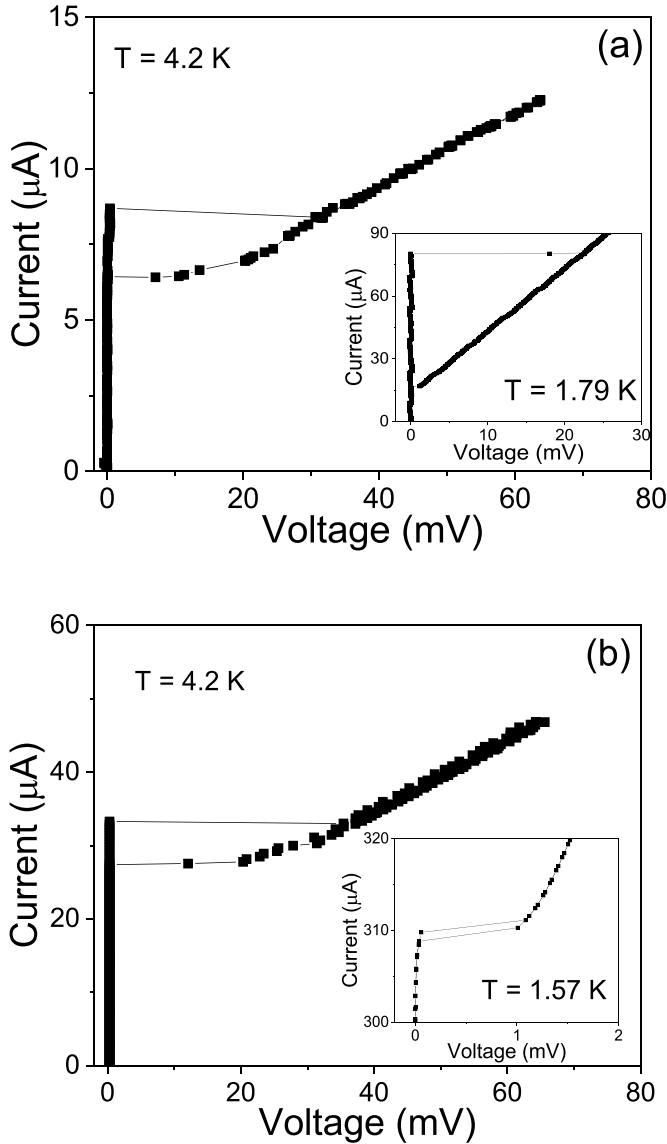 (a)
T = 4.2 K
15
10
5
0
Current (μA)
0 20 40 60 80
Voltage (mV)
90
60
30
0
Current (μA)
T = 1.79 K
0 10 20 30
Voltage (mV)
(b)
T = 4.2 K
60
40
20
0
Current (μA)
0 20 40 60 80
Voltage (mV)
320
310
300
Current (μA)
T = 1.57 K
0 1 2
Voltage (mV)